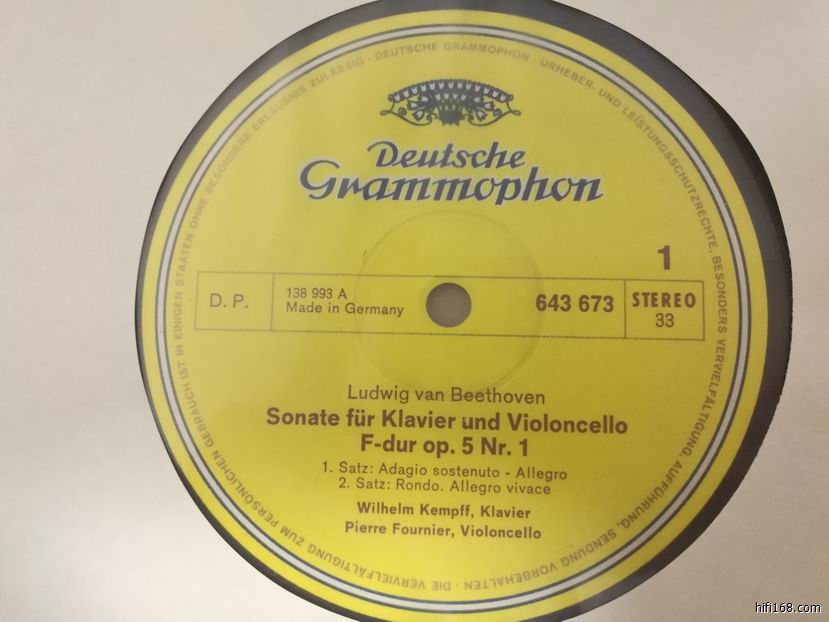 DEUTSCHE GRAMMOPHON · URHEBER- UND LEISTUNGSSCHUTZRECHTE, BESONDERS VERVIELFÄLTIGUNG, AUFFÜHRUNG, SENDUNG VORBEHALTEN · DIE VERVIELFÄLTIGUNG ZUM PERSÖNLICHEN GEBRAUCH IST IN EINIGEN STAATEN OHNE BESONDERE ERLAUBNIS ZULÄSSIG ·
Deutsche
Grammophon
1
D. P.
138 993 A
Made in Germany
643 673
STEREO
33
Ludwig van Beethoven
Sonate für Klavier und Violoncello
F-dur op. 5 Nr. 1
1. Satz: Adagio sostenuto - Allegro
2. Satz: Rondo. Allegro vivace
Wilhelm Kempff, Klavier
Pierre Fournier, Violoncello
hifi168.com